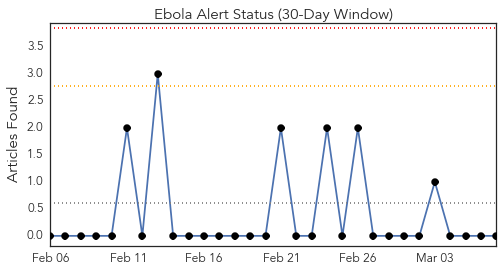 Ebola Alert Status (30-Day Window)
Articles Found
3.5
3.0
2.5
2.0
1.5
1.0
0.5
0.0
Feb 06
Feb 11
Feb 16
Feb 21
Feb 26
Mar 03